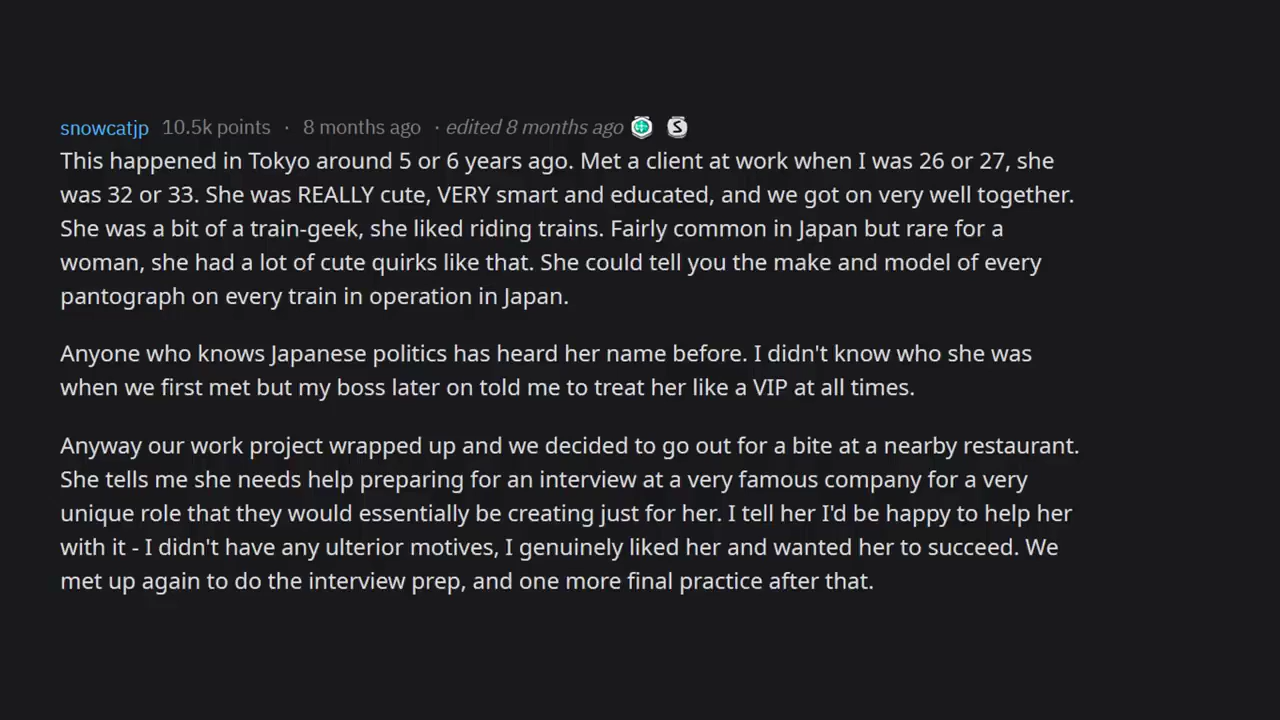 snowcatjp 10.5k points · 8 months ago · edited 8 months ago
This happened in Tokyo around 5 or 6 years ago. Met a client at work when I was 26 or 27, she
was 32 or 33. She was REALLY cute, VERY smart and educated, and we got on very well together.
She was a bit of a train-geek, she liked riding trains. Fairly common in Japan but rare for a
woman, she had a lot of cute quirks like that. She could tell you the make and model of every
pantograph on every train in operation in Japan.
Anyone who knows Japanese politics has heard her name before. I didn't know who she was
when we first met but my boss later on told me to treat her like a VIP at all times.
Anyway our work project wrapped up and we decided to go out for a bite at a nearby restaurant.
She tells me she needs help preparing for an interview at a very famous company for a very
unique role that they would essentially be creating just for her. I tell her I'd be happy to help her
with it - I didn't have any ulterior motives, I genuinely liked her and wanted her to succeed. We
met up again to do the interview prep, and one more final practice after that.